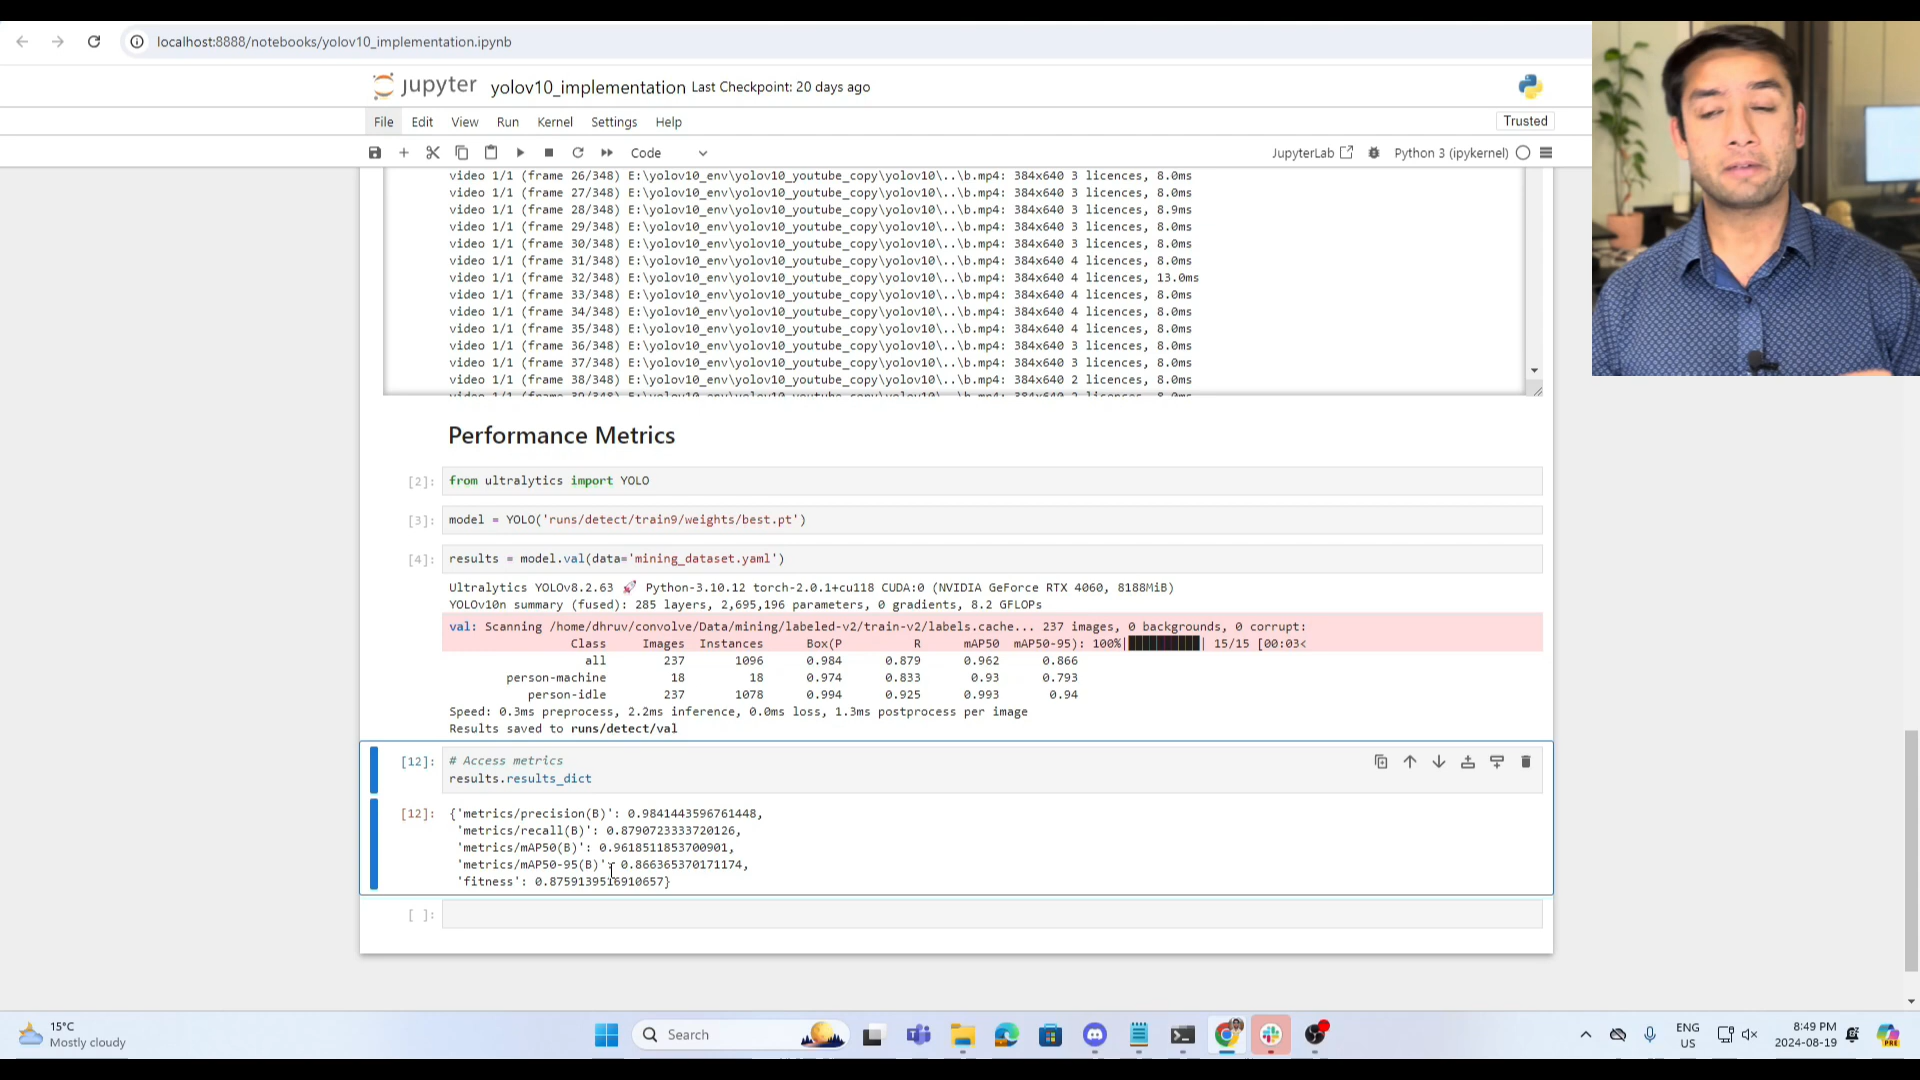 localhost:8888/notebooks/yolov10_implementation.ipynb
jupyter yolov10_implementation Last Checkpoint: 20 days ago
File Edit View Run Kernel Settings Help Trusted
Code JupyterLab Python 3 (ipykernel)
video 1/1 (frame 26/348) E:\yolov10_env\yolov10_youtube_copy\yolov10\..\b.mp4: 384x640 3 licences, 8.0ms
video 1/1 (frame 27/348) E:\yolov10_env\yolov10_youtube_copy\yolov10\..\b.mp4: 384x640 3 licences, 8.0ms
video 1/1 (frame 28/348) E:\yolov10_env\yolov10_youtube_copy\yolov10\..\b.mp4: 384x640 3 licences, 8.9ms
video 1/1 (frame 29/348) E:\yolov10_env\yolov10_youtube_copy\yolov10\..\b.mp4: 384x640 3 licences, 8.0ms
video 1/1 (frame 30/348) E:\yolov10_env\yolov10_youtube_copy\yolov10\..\b.mp4: 384x640 3 licences, 8.0ms
video 1/1 (frame 31/348) E:\yolov10_env\yolov10_youtube_copy\yolov10\..\b.mp4: 384x640 4 licences, 8.0ms
video 1/1 (frame 32/348) E:\yolov10_env\yolov10_youtube_copy\yolov10\..\b.mp4: 384x640 4 licences, 13.0ms
video 1/1 (frame 33/348) E:\yolov10_env\yolov10_youtube_copy\yolov10\..\b.mp4: 384x640 4 licences, 8.0ms
video 1/1 (frame 34/348) E:\yolov10_env\yolov10_youtube_copy\yolov10\..\b.mp4: 384x640 4 licences, 8.0ms
video 1/1 (frame 35/348) E:\yolov10_env\yolov10_youtube_copy\yolov10\..\b.mp4: 384x640 4 licences, 8.0ms
video 1/1 (frame 36/348) E:\yolov10_env\yolov10_youtube_copy\yolov10\..\b.mp4: 384x640 3 licences, 8.0ms
video 1/1 (frame 37/348) E:\yolov10_env\yolov10_youtube_copy\yolov10\..\b.mp4: 384x640 3 licences, 8.0ms
video 1/1 (frame 38/348) E:\yolov10_env\yolov10_youtube_copy\yolov10\..\b.mp4: 384x640 2 licences, 8.0ms
Performance Metrics
[2]: from ultralytics import YOLO
[3]: model = YOLO('runs/detect/train9/weights/best.pt')
[4]: results = model.val(data='mining_dataset.yaml')
Ultralytics YOLOv8.2.63 🚀 Python-3.10.12 torch-2.0.1+cu118 CUDA:0 (NVIDIA GeForce RTX 4060, 8188MiB)
YOLOv10n summary (fused): 285 layers, 2,695,196 parameters, 0 gradients, 8.2 GFLOPs
val: Scanning /home/dhruv/convolve/Data/mining/labeled-v2/train-v2/labels.cache... 237 images, 0 backgrounds, 0 corrupt:
Class Images Instances Box(P R mAP50 mAP50-95): 100%|██████████| 15/15 [00:03<
all 237 1096 0.984 0.879 0.962 0.866
person-machine 18 18 0.974 0.833 0.93 0.793
person-idle 237 1078 0.994 0.925 0.993 0.94
Speed: 0.3ms preprocess, 2.2ms inference, 0.0ms loss, 1.3ms postprocess per image
Results saved to runs/detect/val
[12]: # Access metrics
results.results_dict
[12]: {'metrics/precision(B)': 0.9841443596761448,
'metrics/recall(B)': 0.8790723333720126,
'metrics/mAP50(B)': 0.9618511853700901,
'metrics/mAP50-95(B)': 0.866365370171174,
'fitness': 0.8759139516910657}
[ ]:
15°C
Mostly cloudy
Search
ENG
US
8:49 PM
2024-08-19
PRE